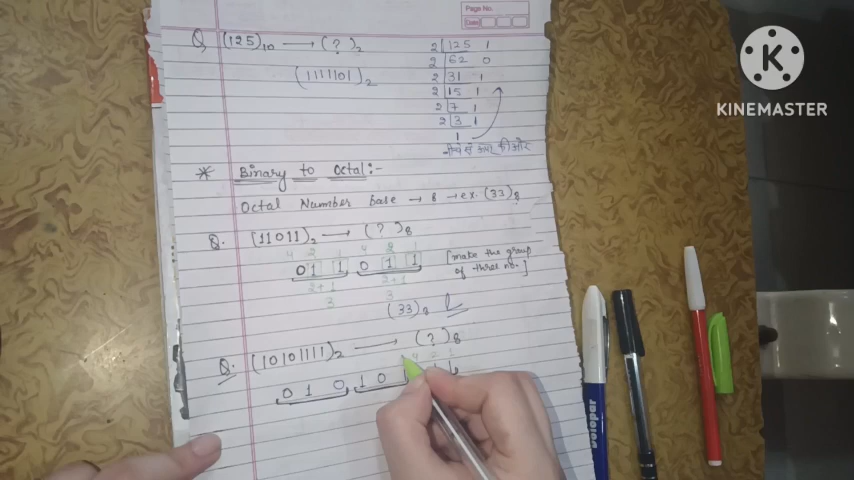 Page No.
Date
Q (125)10 → (?)2
2 125 1
2 62 0
(1111101)2
2 31 1
2 15 1
2 7 1
2 3 1
1
नीचे से ऊपर की ओर
* Binary to Octal:-
Octal Number base → 8 → ex. (33)8
Q. (11011)2 → (?)8
4 2 1 4 2 1
0 1 1 0 1 1 [make the group
of three no.]
2+1 2+1
3 3
(33)8
Q. (10101111)2 → (?)8
4 2 1
0 1 0 1 0
KINEMASTER
Dolopar